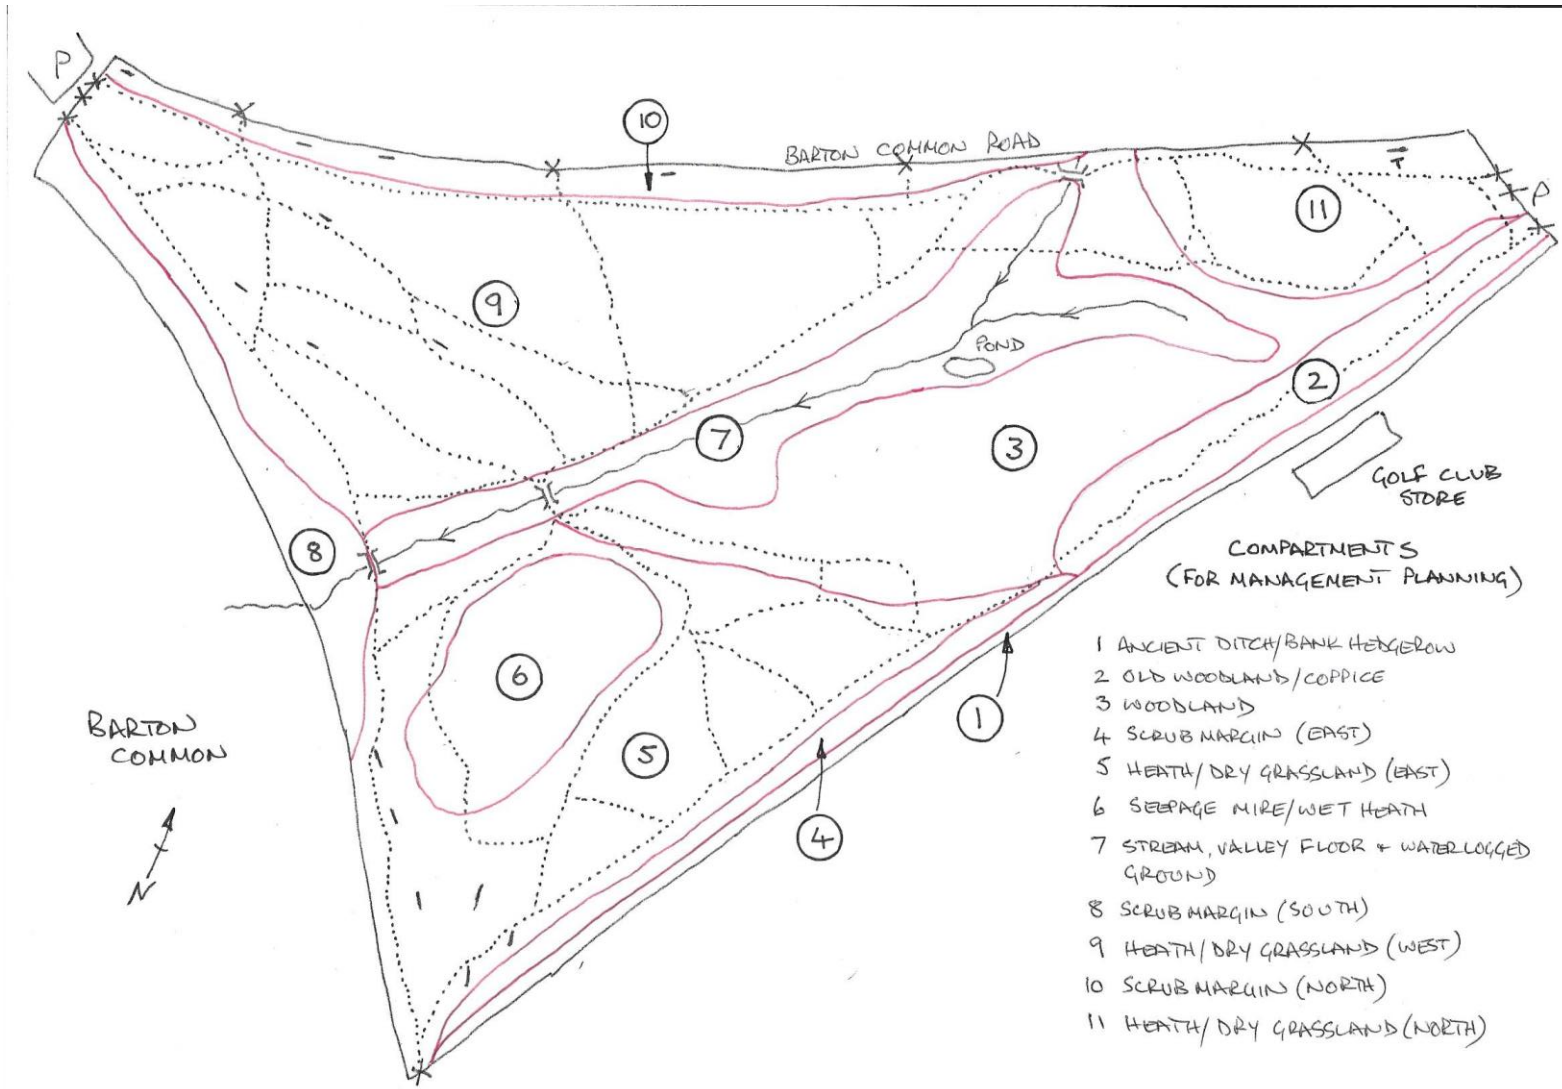 P
10
BARTON COMMON ROAD
T
P
11
9
POND
2
7
3
GOLF CLUB
STORE
8
COMPARTMENTS
(FOR MANAGEMENT PLANNING)
6
1
BARTON
COMMON
5
4
N
1 ANCIENT DITCH/BANK HEDGEROW
2 OLD WOODLAND/COPPICE
3 WOODLAND
4 SCRUB MARGIN (EAST)
5 HEATH/DRY GRASSLAND (EAST)
6 SEEPAGE MIRE/WET HEATH
7 STREAM, VALLEY FLOOR + WATERLOGGED
GROUND
8 SCRUB MARGIN (SOUTH)
9 HEATH/DRY GRASSLAND (WEST)
10 SCRUB MARGIN (NORTH)
11 HEATH/DRY GRASSLAND (NORTH)